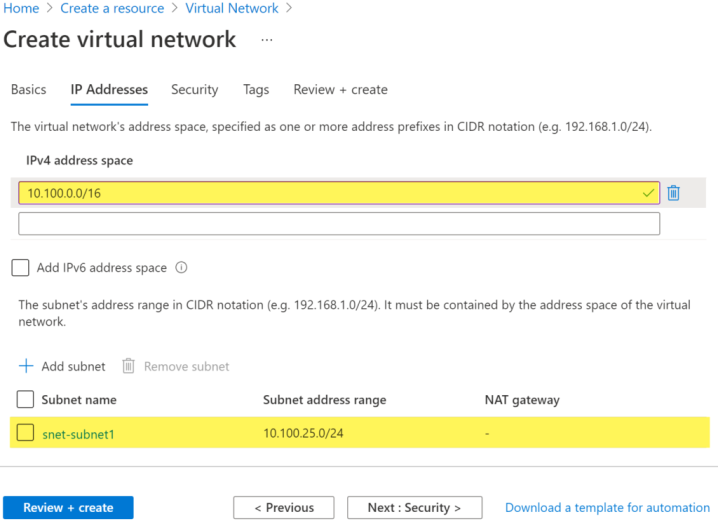 Home > Create a resource > Virtual Network >
Create virtual network ...
Basics IP Addresses Security Tags Review + create
The virtual network's address space, specified as one or more address prefixes in CIDR notation (e.g. 192.168.1.0/24).
IPv4 address space
10.100.0.0/16
Add IPv6 address space
The subnet's address range in CIDR notation (e.g. 192.168.1.0/24). It must be contained by the address space of the virtual
network.
+ Add subnet Remove subnet
Subnet name Subnet address range NAT gateway
snet-subnet1 10.100.25.0/24 -
Review + create < Previous Next : Security > Download a template for automation